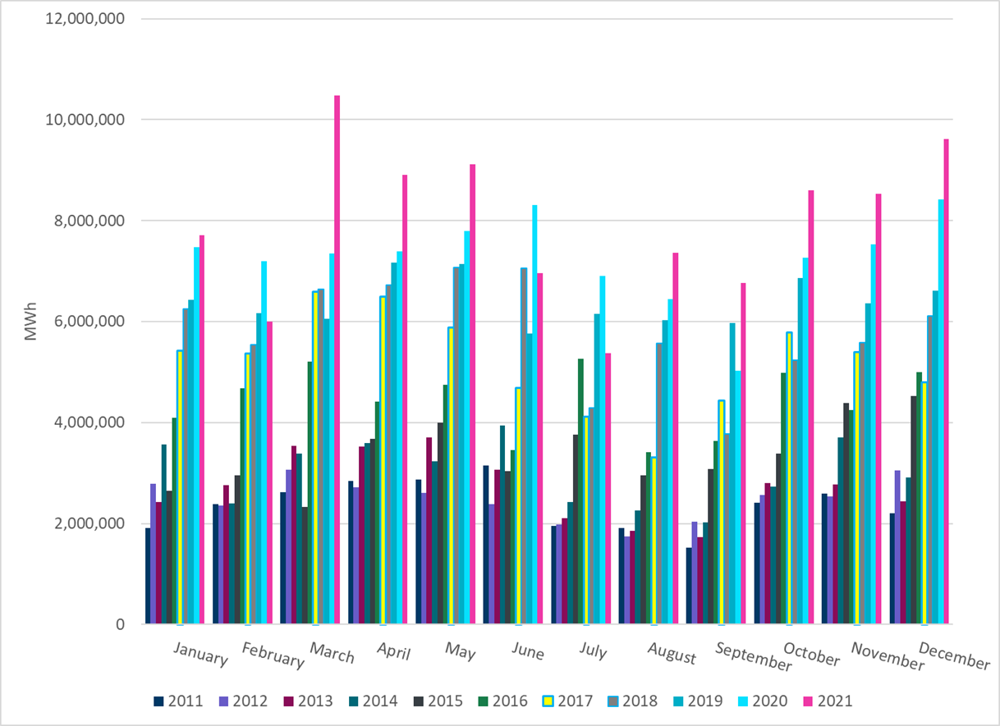 12,000,000
10,000,000
8,000,000
6,000,000
4,000,000
2,000,000
0
MWh
January February March April May June July August September October November December
2011 2012 2013 2014 2015 2016 2017 2018 2019 2020 2021